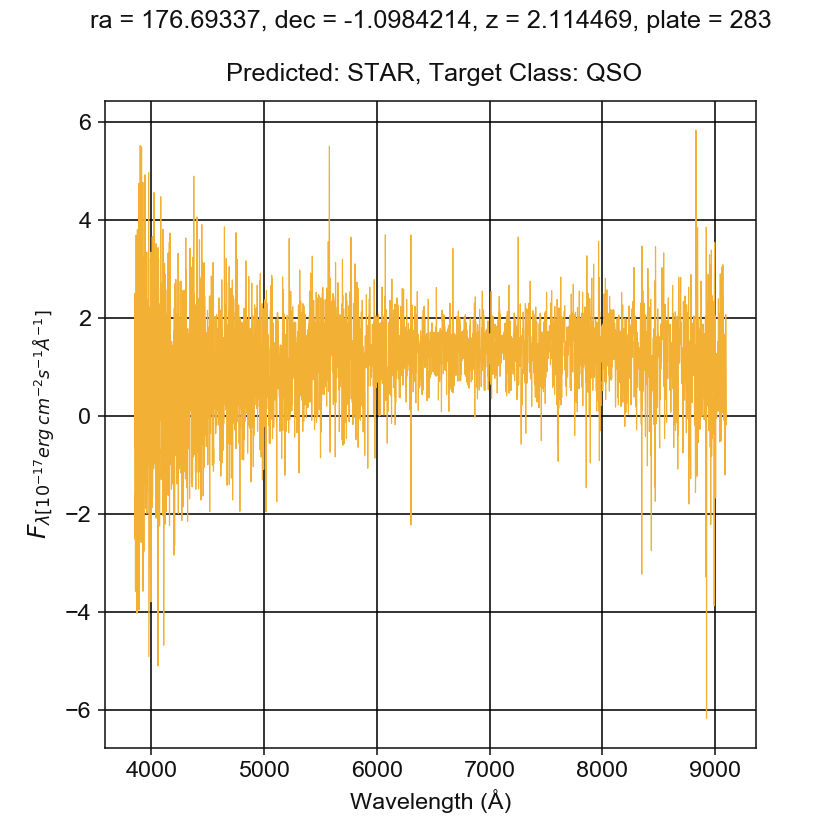 ra = 176.69337, dec = -1.0984214, z = 2.114469, plate = 283
Predicted: STAR, Target Class: QSO
6
4
2
0
−2
−4
−6
F_{λ[10^{−17} erg cm^{−2} s^{−1} Å^{−1}]}
4000 5000 6000 7000 8000 9000
Wavelength (Å)